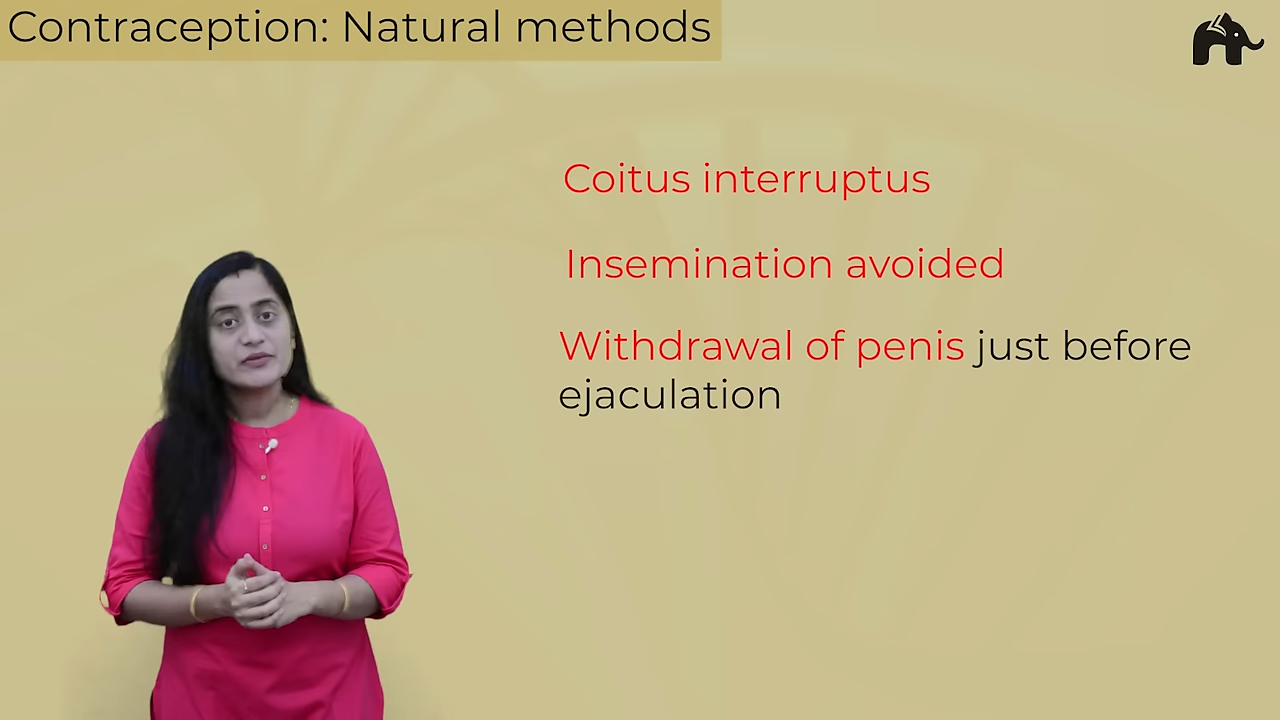 Contraception: Natural methods
Coitus interruptus
Insemination avoided
Withdrawal of penis just before
ejaculation